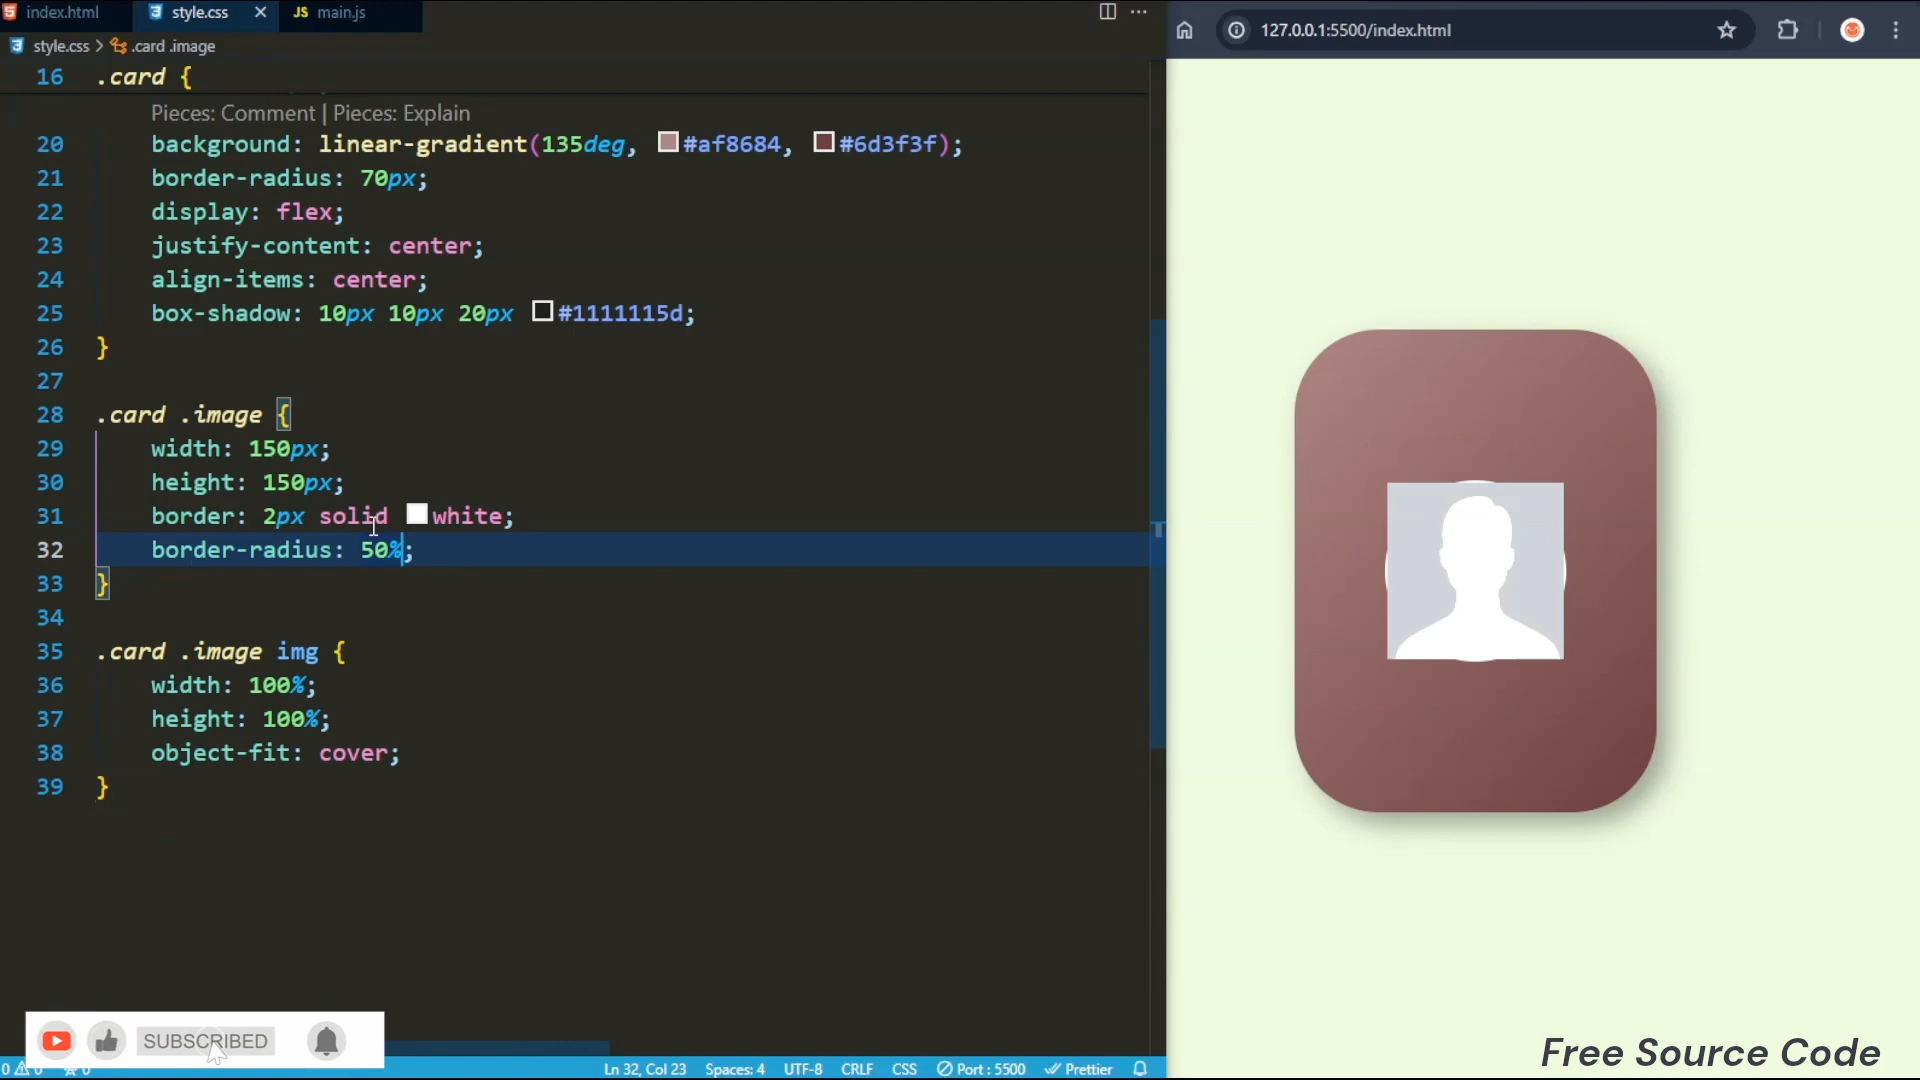 index.html style.css main.js
style.css > .card .image
16 .card {
Pieces: Comment | Pieces: Explain
20 background: linear-gradient(135deg, #af8684, #6d3f3f);
21 border-radius: 70px;
22 display: flex;
23 justify-content: center;
24 align-items: center;
25 box-shadow: 10px 10px 20px #1111115d;
26 }
27
28 .card .image {
29 width: 150px;
30 height: 150px;
31 border: 2px solid white;
32 border-radius: 50%;
33 }
34
35 .card .image img {
36 width: 100%;
37 height: 100%;
38 object-fit: cover;
39 }
SUBSCRIBED
Ln 32, Col 23 Spaces: 4 UTF-8 CRLF CSS Port : 5500 Prettier
127.0.0.1:5500/index.html
Free Source Code